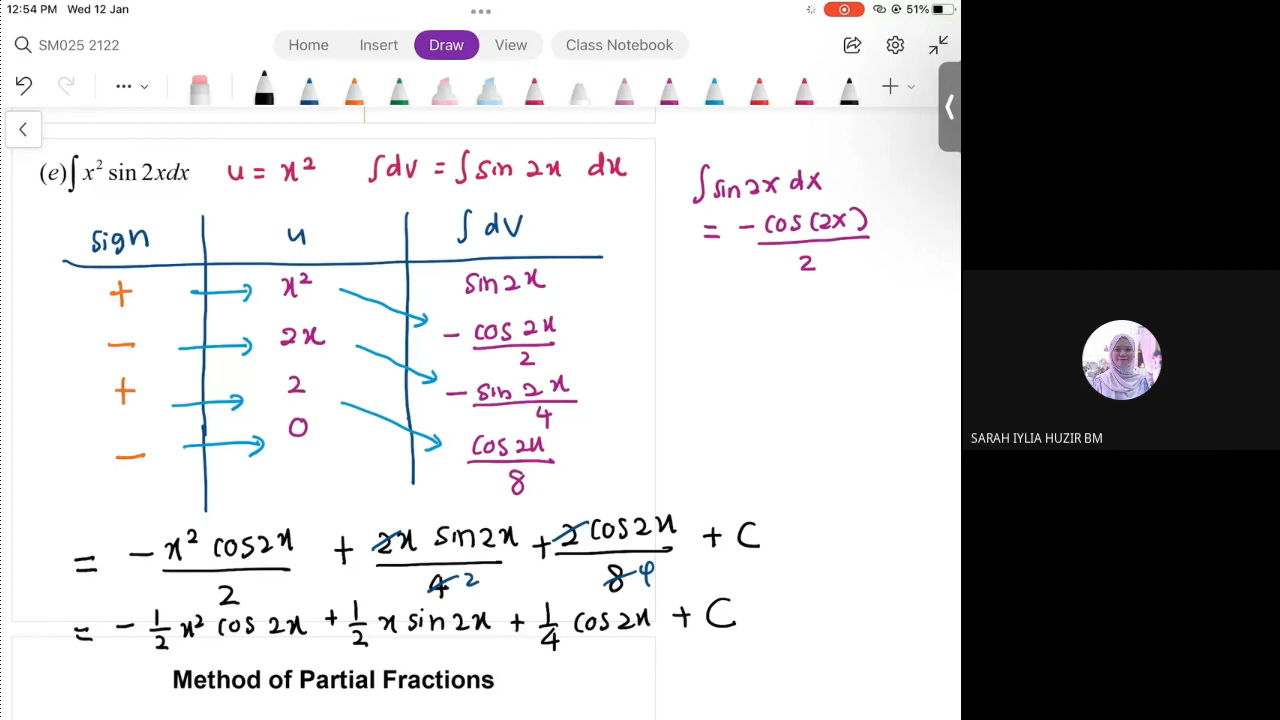 12:54 PM Wed 12 Jan
51%
SM025 2122
Home Insert Draw View Class Notebook
(e) ∫ x² sin 2xdx u = x² ∫dv = ∫ sin 2x dx
∫ sin 2x dx
= - cos (2x) / 2
sign u ∫ dv
+ x² sin 2x
- 2x - cos 2x / 2
+ 2 - sin 2x / 4
- 0 cos 2x / 8
= - x² cos 2x / 2 + 2x sin 2x / 4 2 + 2 cos 2x / 8 4 + C
= - 1/2 x² cos 2x + 1/2 x sin 2x + 1/4 cos 2x + C
Method of Partial Fractions
SARAH IYLIA HUZIR BM